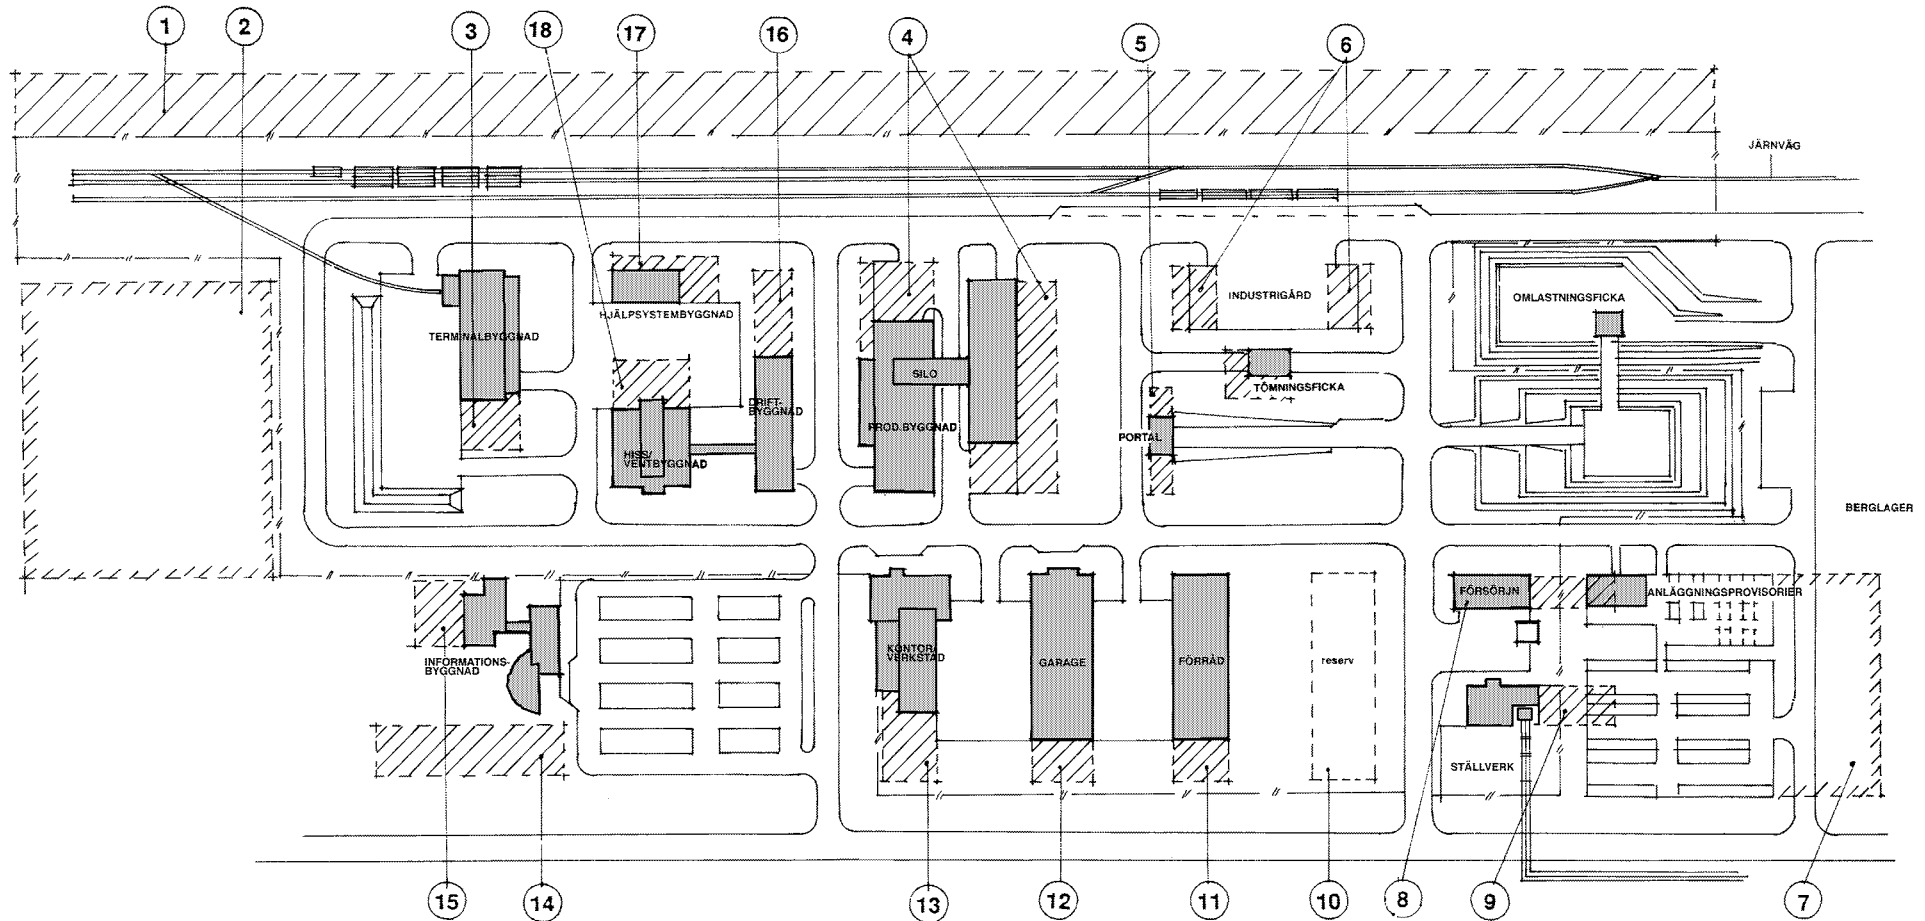 1
2
3
18
17
16
4
5
6
JÄRNVÄG
INDUSTRIGÅRD
OMLASTNINGSFICKA
HJÄLPSYSTEMBYGGNAD
TERMINALBYGGNAD
SILO
TÖMNINGSFICKA
DRIFT-
BYGGNAD
PROD.BYGGNAD
PORTAL
HISS/
VENTBYGGNAD
BERGLAGER
FÖRSÖRJN
ANLÄGGNINGSPROVISORIER
INFORMATIONS-
BYGGNAD
KONTOR/
VERKSTAD
GARAGE
FÖRRÅD
reserv
STÄLLVERK
15
14
13
12
11
10
8
9
7